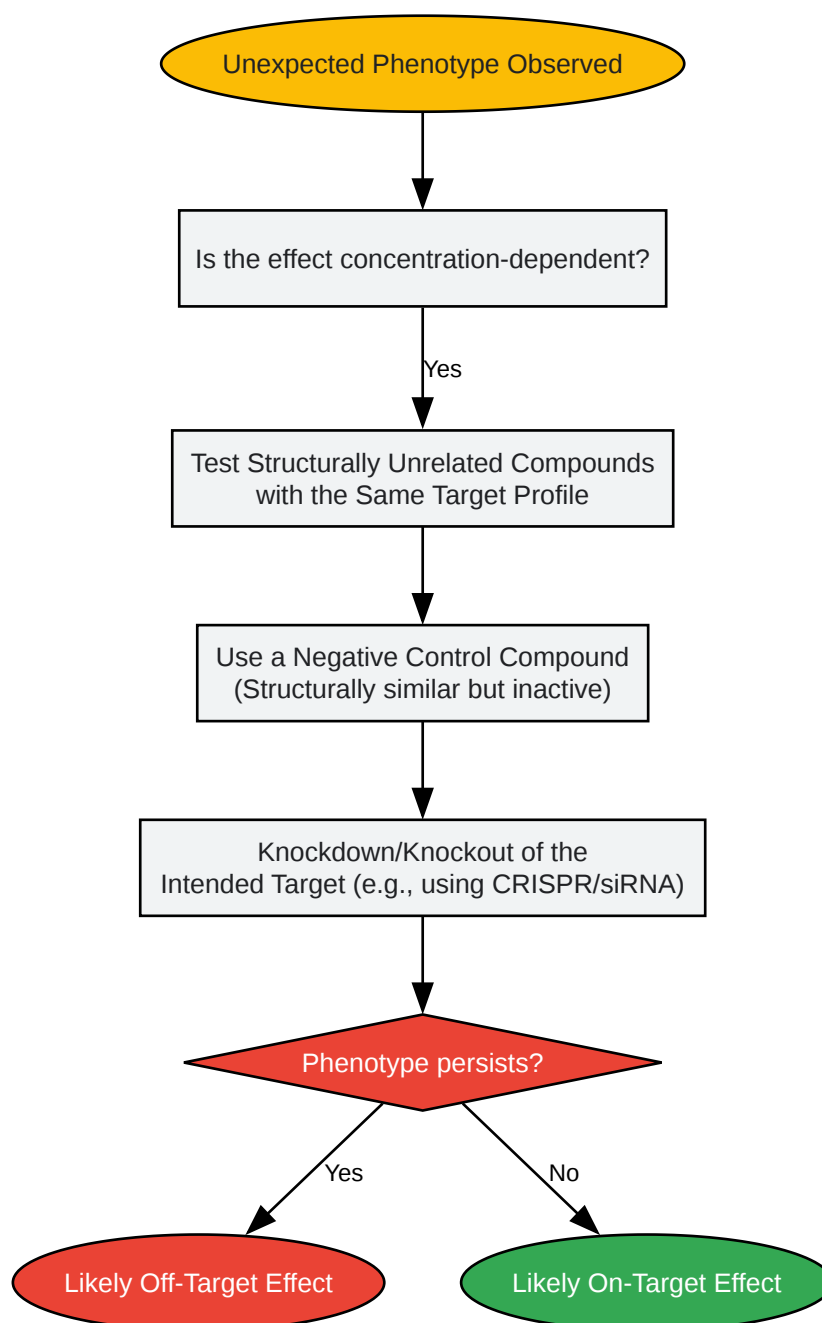 Unexpected Phenotype Observed
Is the effect concentration-dependent?
Yes
Test Structurally Unrelated Compounds
with the Same Target Profile
Use a Negative Control Compound
(Structurally similar but inactive)
Knockdown/Knockout of the
Intended Target (e.g., using CRISPR/siRNA)
Phenotype persists?
Yes
No
Likely Off-Target Effect
Likely On-Target Effect